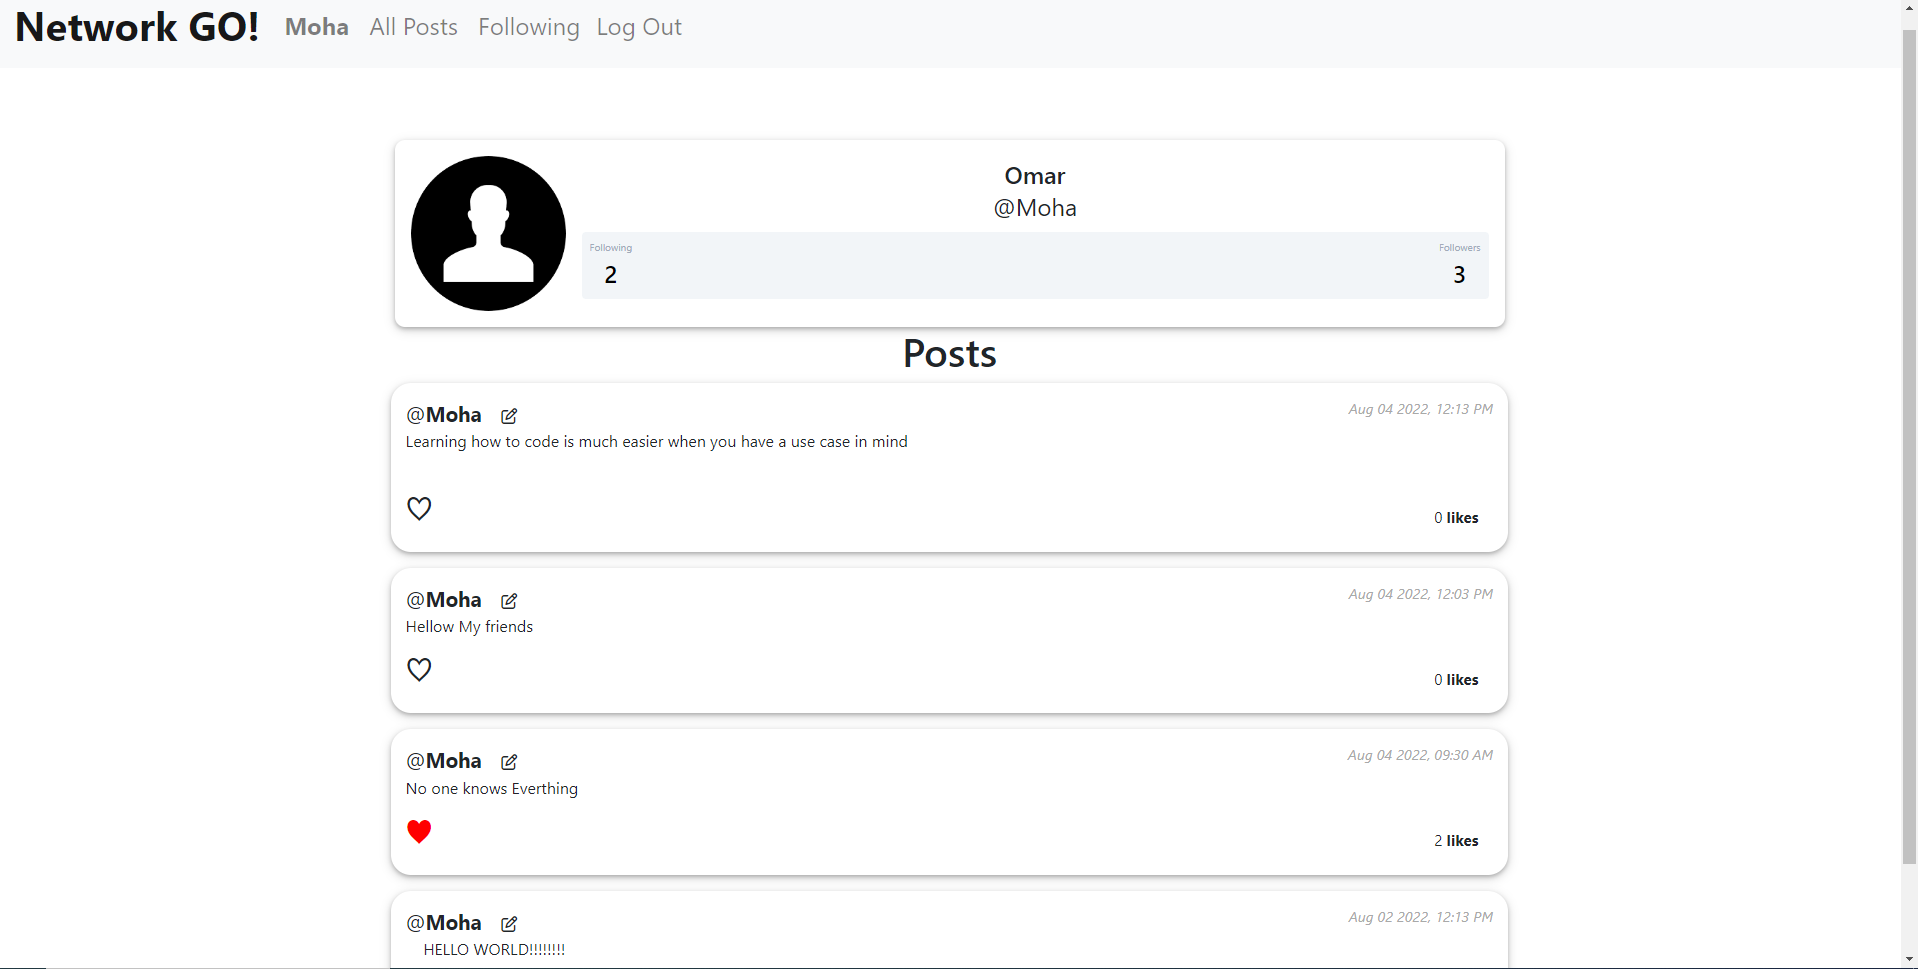 Network GO! Moha All Posts Following Log Out
Omar
@Moha
Following Followers
2 3
Posts
@Moha Aug 04 2022, 12:13 PM
Learning how to code is much easier when you have a use case in mind
0 likes
@Moha Aug 04 2022, 12:03 PM
Hellow My friends
0 likes
@Moha Aug 04 2022, 09:30 AM
No one knows Everthing
2 likes
@Moha Aug 02 2022, 12:13 PM
HELLO WORLD!!!!!!!!